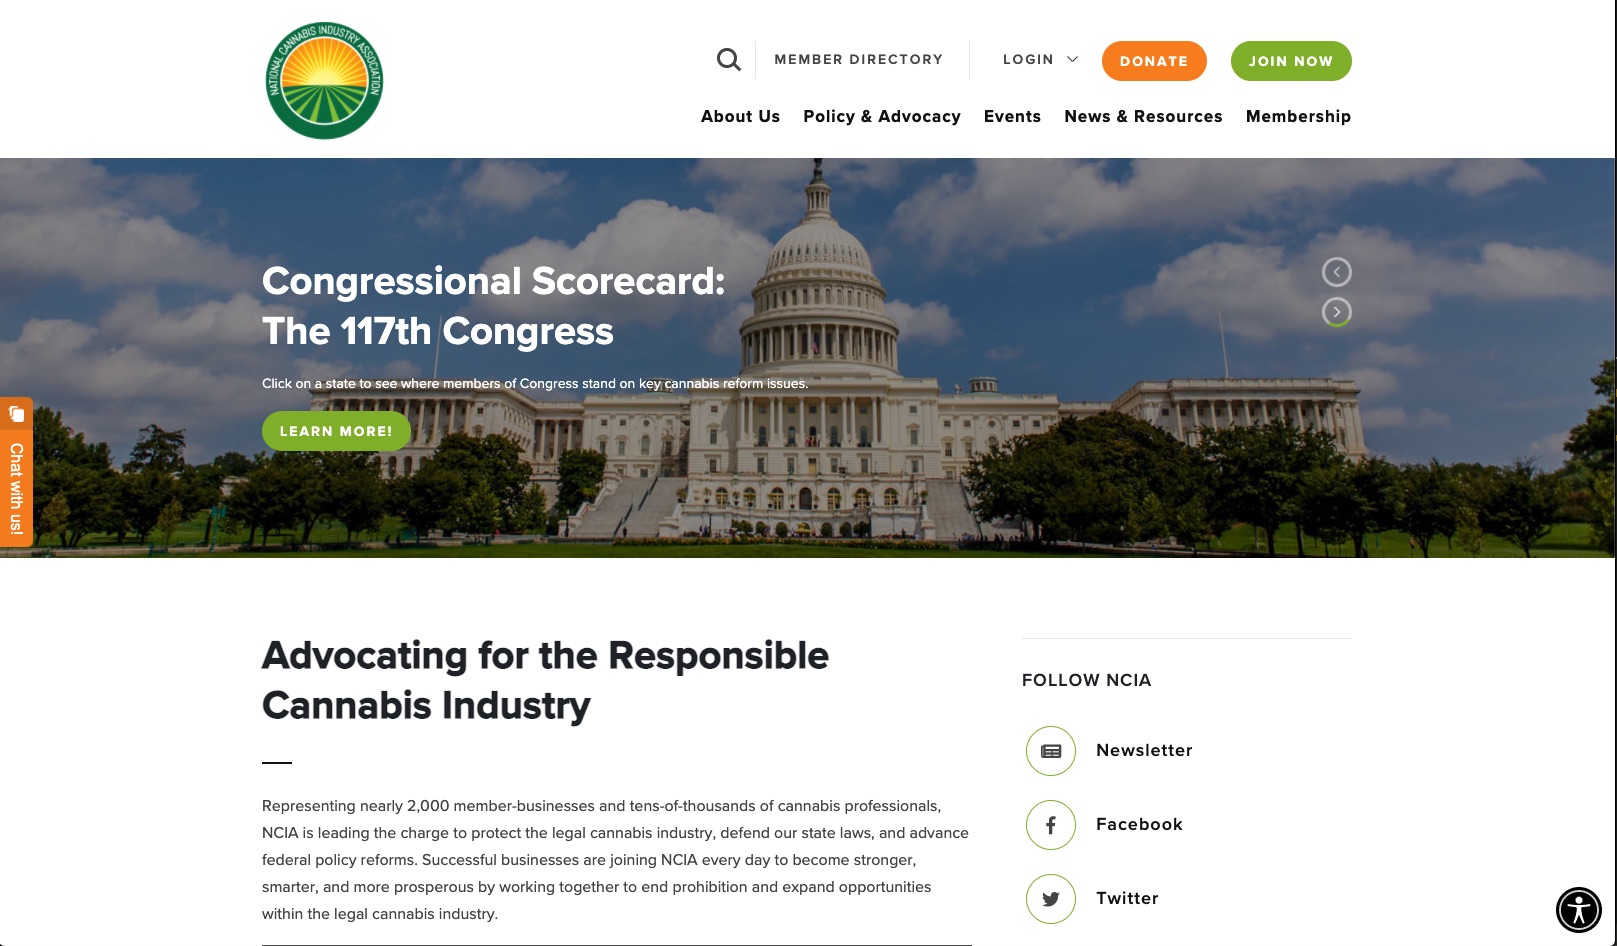 NATIONAL CANNABIS INDUSTRY ASSOCIATION
MEMBER DIRECTORY
LOGIN
DONATE
JOIN NOW
About Us
Policy & Advocacy
Events
News & Resources
Membership
Congressional Scorecard:
The 117th Congress
Click on a state to see where members of Congress stand on key cannabis reform issues.
LEARN MORE!
Chat with us!
Advocating for the Responsible
Cannabis Industry
Representing nearly 2,000 member-businesses and tens-of-thousands of cannabis professionals,
NCIA is leading the charge to protect the legal cannabis industry, defend our state laws, and advance
federal policy reforms. Successful businesses are joining NCIA every day to become stronger,
smarter, and more prosperous by working together to end prohibition and expand opportunities
within the legal cannabis industry.
FOLLOW NCIA
Newsletter
Facebook
Twitter